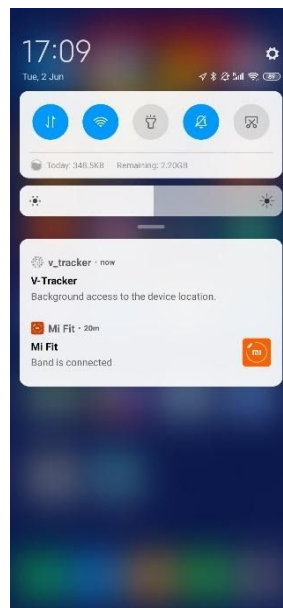 17:09
Tue, 2 Jun
Today: 348.5KB Remaining: 2.20GB
v_tracker · now
V-Tracker
Background access to the device location.
Mi Fit · 20m
Mi Fit
Band is connected
mi